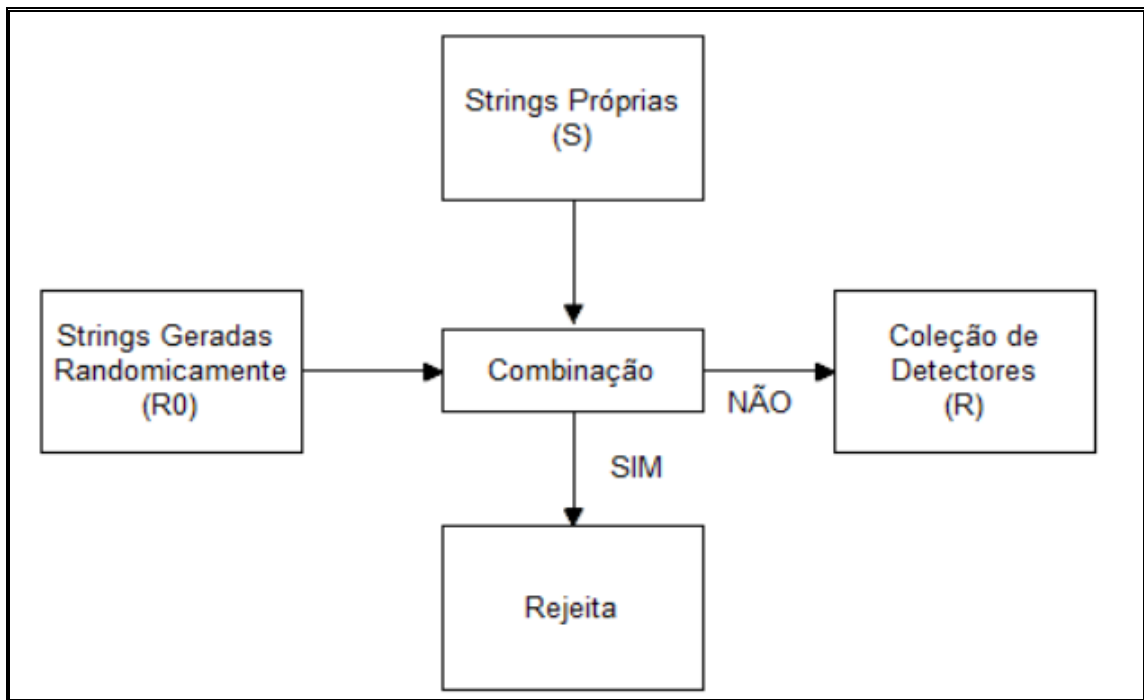 Strings Próprias
(S)
Strings Geradas
Randomicamente
(R0)
Combinação
NÃO
Coleção de
Detectores
(R)
SIM
Rejeita